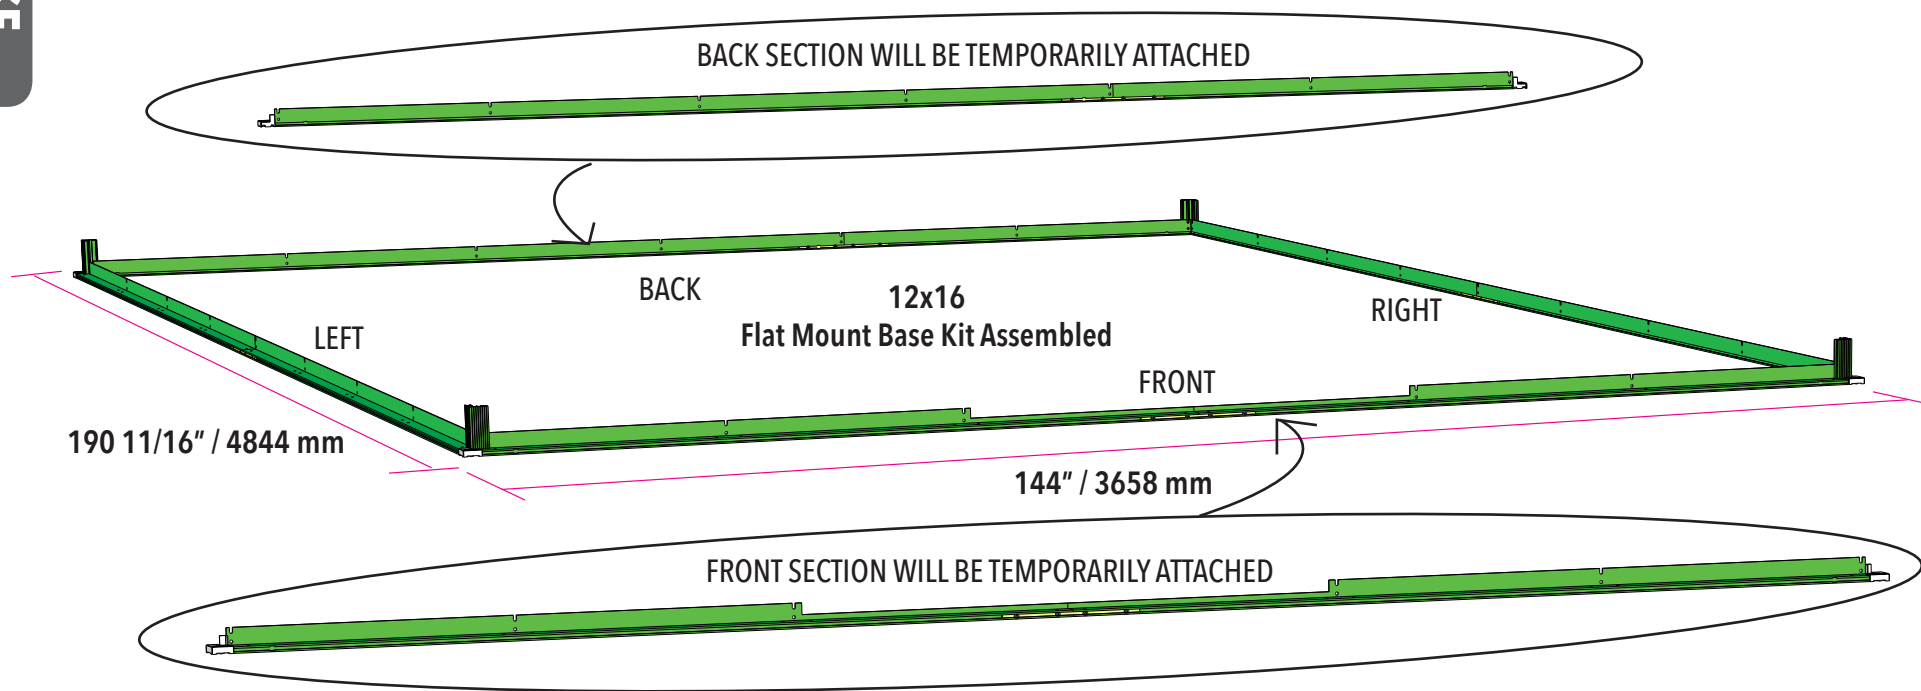 BACK SECTION WILL BE TEMPORARILY ATTACHED
BACK
12x16
Flat Mount Base Kit Assembled
LEFT
RIGHT
FRONT
190 11/16" / 4844 mm
144" / 3658 mm
FRONT SECTION WILL BE TEMPORARILY ATTACHED